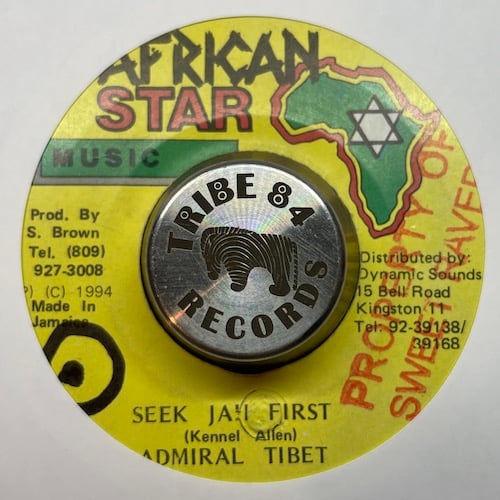 AFRICAN
STAR
MUSIC
Prod. By
S. Brown
Tel. (809)
927-3008
P) (C) 1994
Made In
Jamaica
TRIBE 84
RECORDS
Distributed by:
Dynamic Sounds
15 Bell Road
Kingston 11
Tel: 92-39138/
39168
PROPERTY OF
SEEK JAH FIRST
(Kennel Allen)
ADMIRAL TIBET